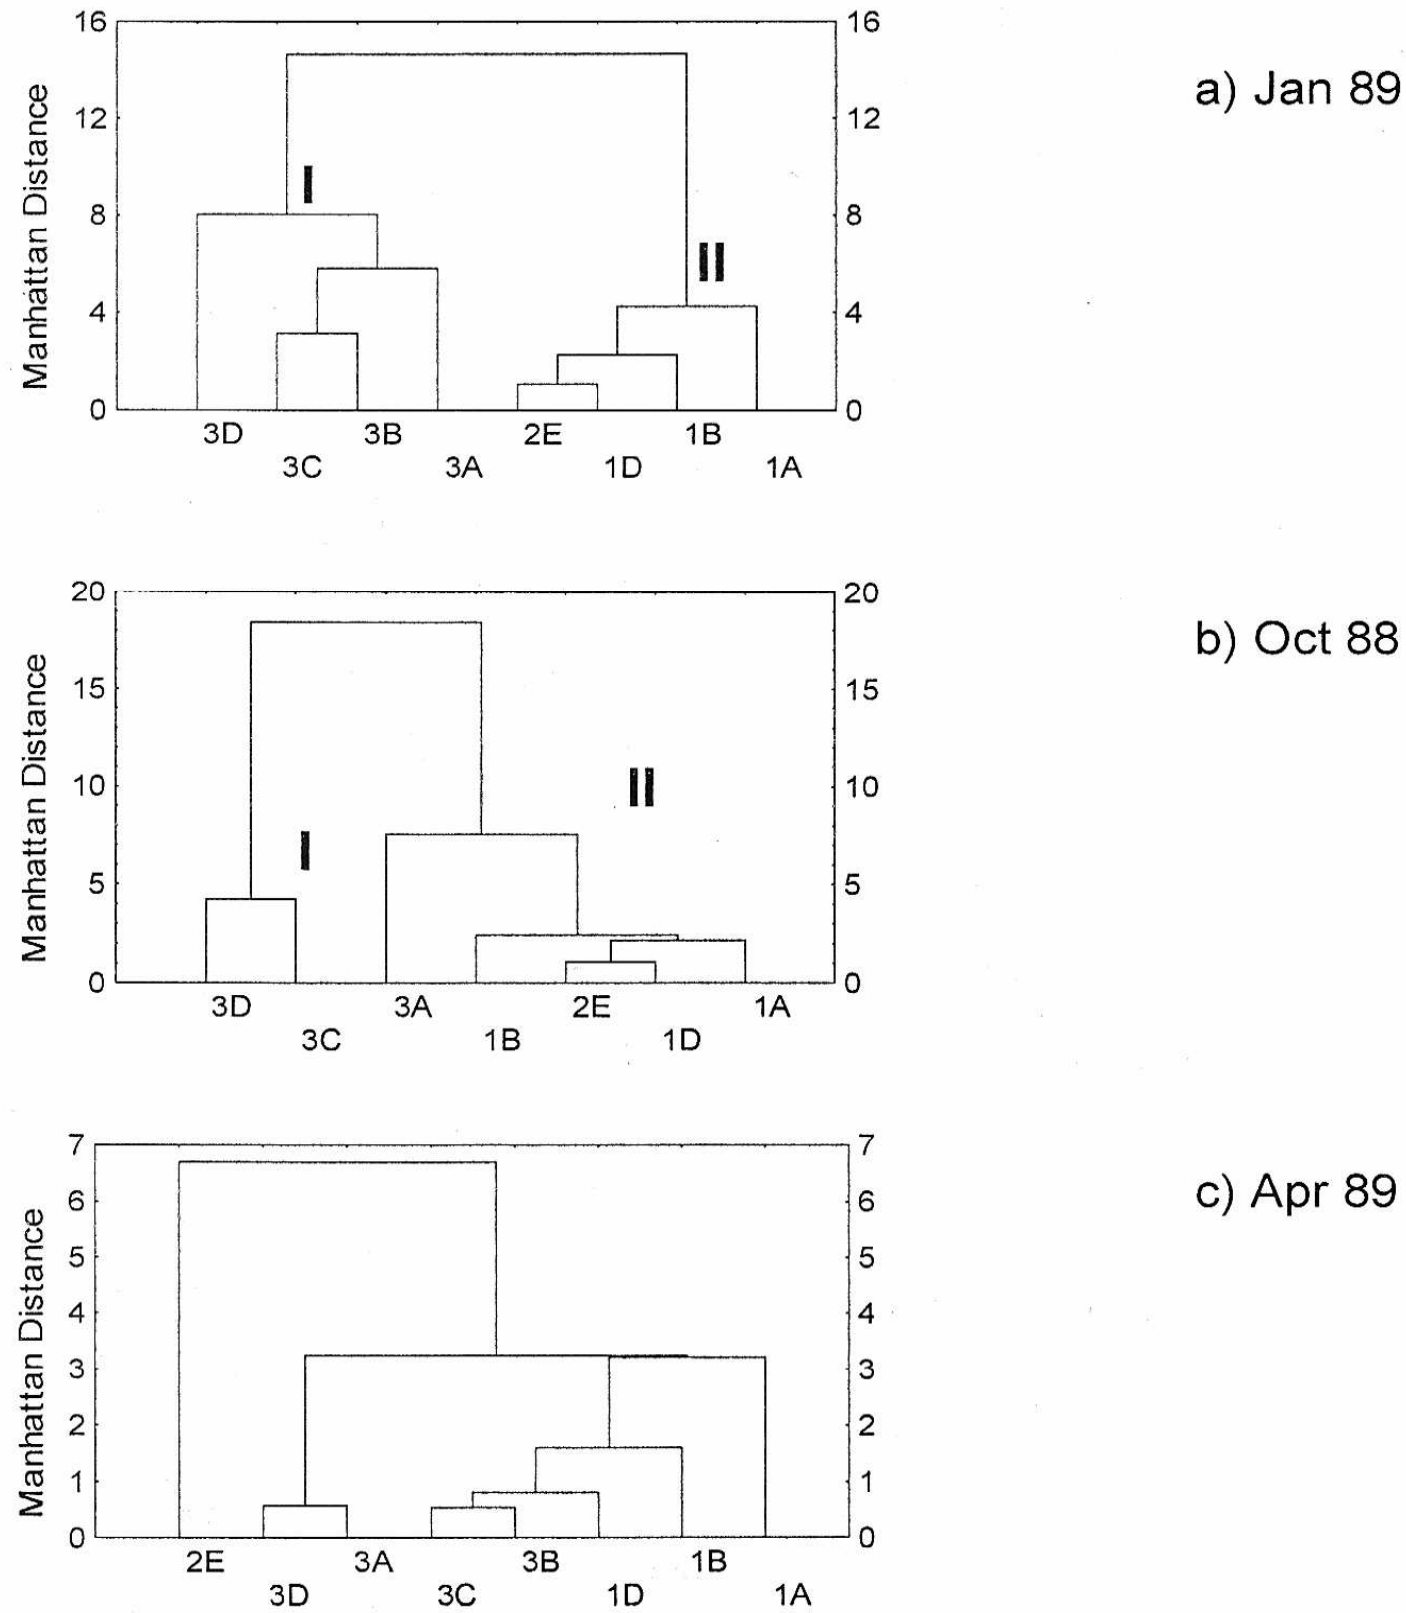 a) Jan 89
Manhattan Distance
16 16
12 12
I
8 8
II
4 4
0 0
3D 3B 2E 1B
3C 3A 1D 1A
b) Oct 88
Manhattan Distance
20 20
15 15
10 10
II
I
5 5
0 0
3D 3A 2E 1A
3C 1B 1D
c) Apr 89
Manhattan Distance
7 7
6 6
5 5
4 4
3 3
2 2
1 1
0 0
2E 3A 3B 1B
3D 3C 1D 1A